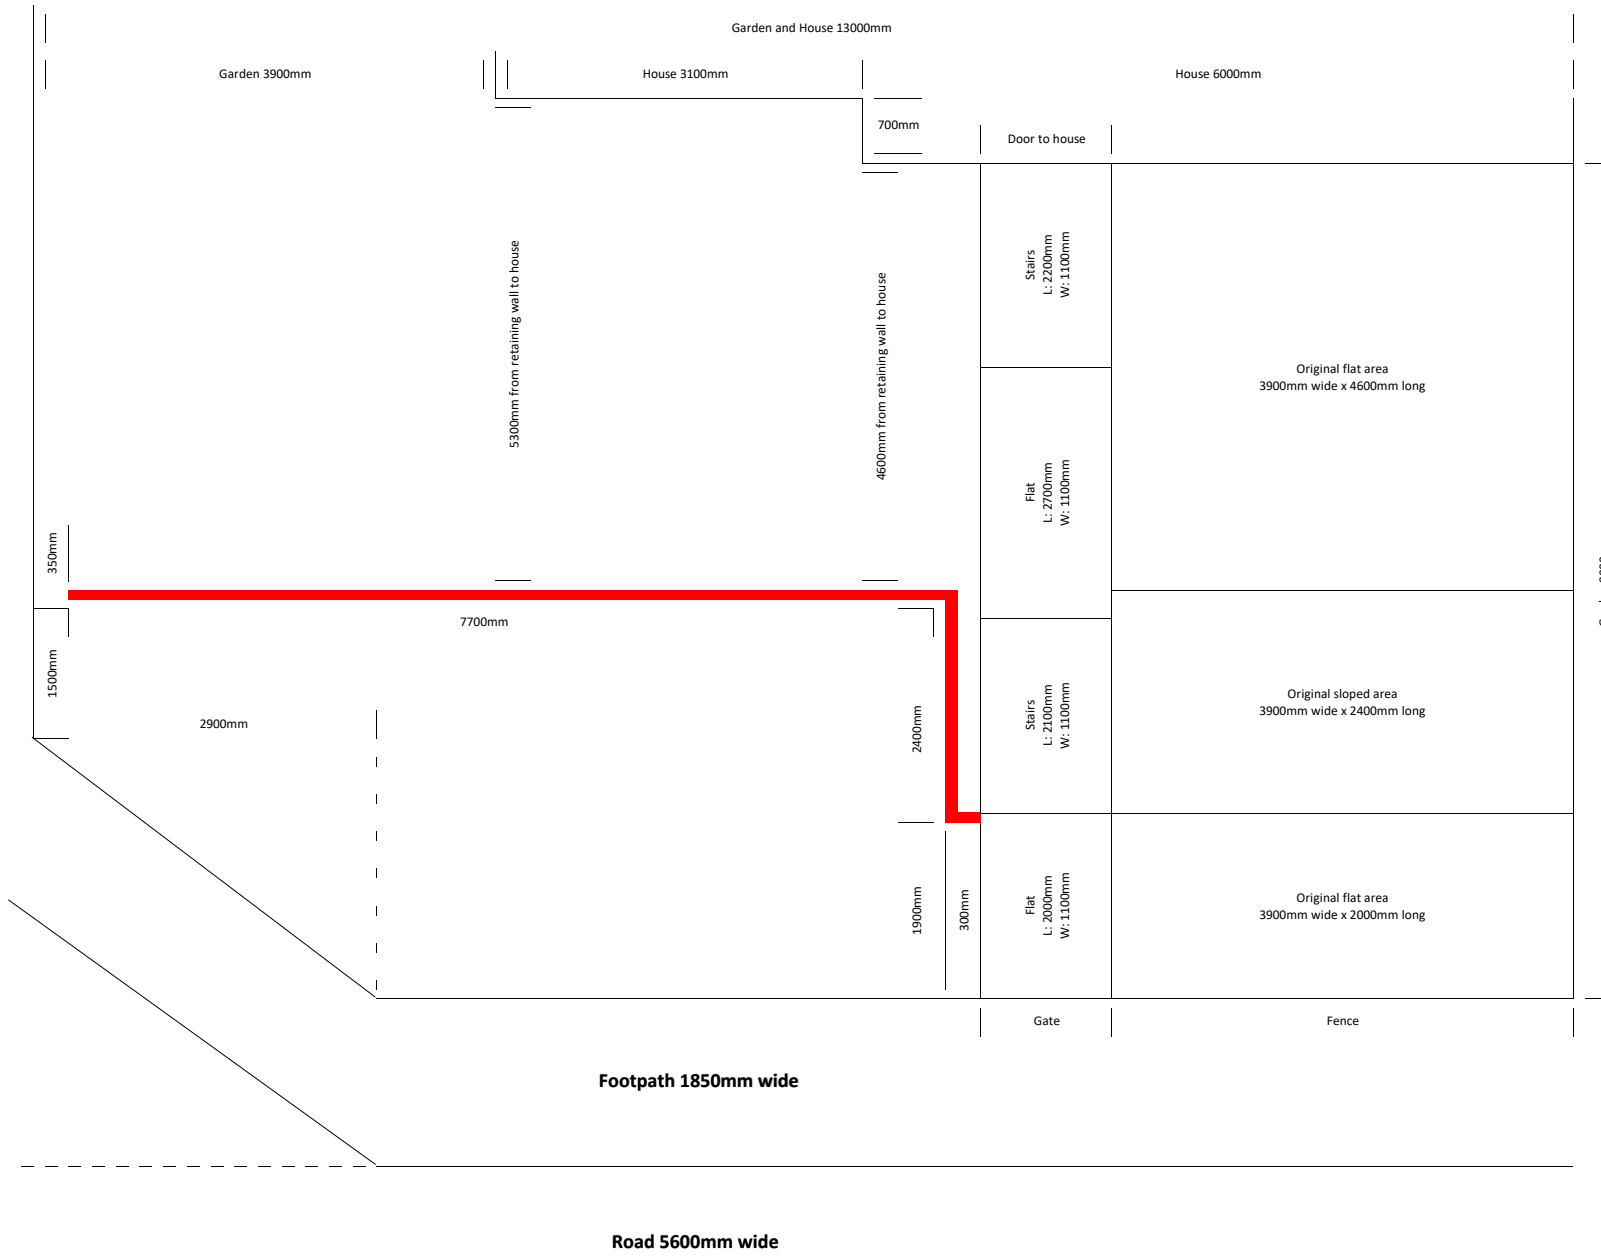 Garden and House 13000mm
Garden 3900mm
House 3100mm
House 6000mm
700mm
Door to house
5300mm from retaining wall to house
4600mm from retaining wall to house
Stairs
L: 2200mm
W: 1100mm
Original flat area
3900mm wide x 4600mm long
Flat
L: 2700mm
W: 1100mm
350mm
7700mm
1500mm
2900mm
2400mm
Stairs
L: 2100mm
W: 1100mm
Original sloped area
3900mm wide x 2400mm long
1900mm
300mm
Flat
L: 2000mm
W: 1100mm
Original flat area
3900mm wide x 2000mm long
Gate
Fence
Footpath 1850mm wide
Road 5600mm wide